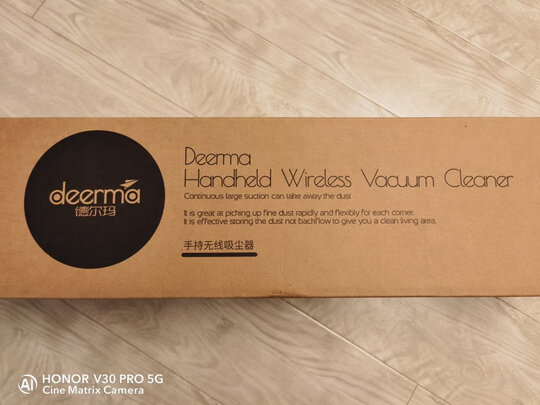 deerma
德尔玛
Deerma
Handheld Wireless Vacuum Cleaner
Continuous large suction can take away the dust
It is great at piching up fine dust rapidly and flexibly for each corner.
It is effective storing the dust not backflow to give you a clean living area.
手持无线吸尘器
AI HONOR V30 PRO 5G
Cine Matrix Camera